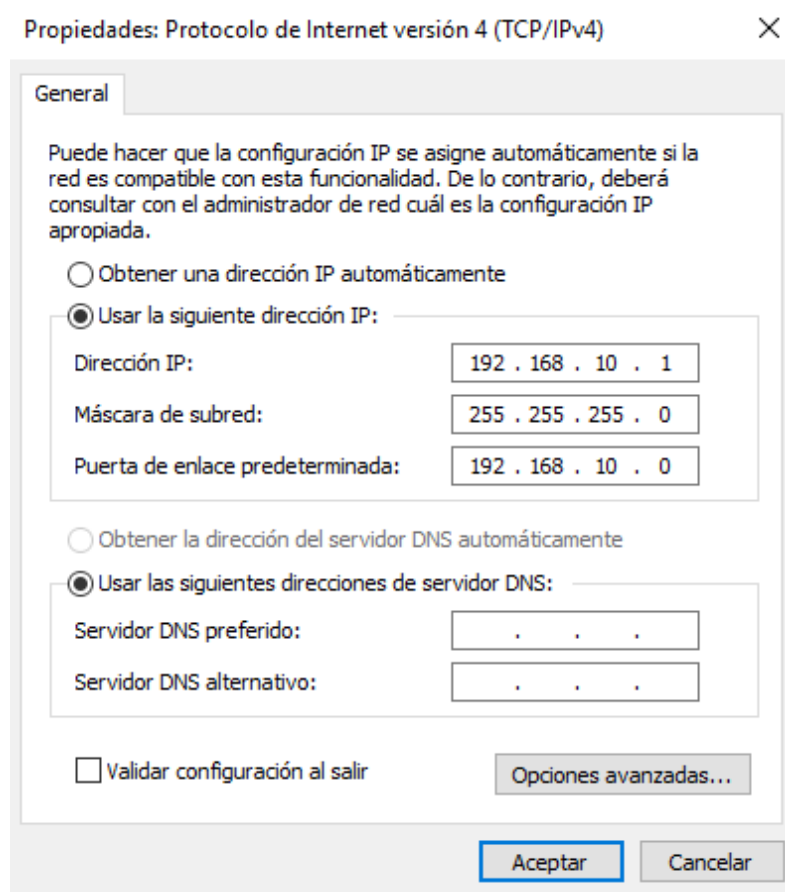 Propiedades: Protocolo de Internet versión 4 (TCP/IPv4)
General
Puede hacer que la configuración IP se asigne automáticamente si la
red es compatible con esta funcionalidad. De lo contrario, deberá
consultar con el administrador de red cuál es la configuración IP
apropiada.
Obtener una dirección IP automáticamente
Usar la siguiente dirección IP:
Dirección IP: 192 . 168 . 10 . 1
Máscara de subred: 255 . 255 . 255 . 0
Puerta de enlace predeterminada: 192 . 168 . 10 . 0
Obtener la dirección del servidor DNS automáticamente
Usar las siguientes direcciones de servidor DNS:
Servidor DNS preferido: . . .
Servidor DNS alternativo: . . .
Validar configuración al salir Opciones avanzadas...
Aceptar Cancelar